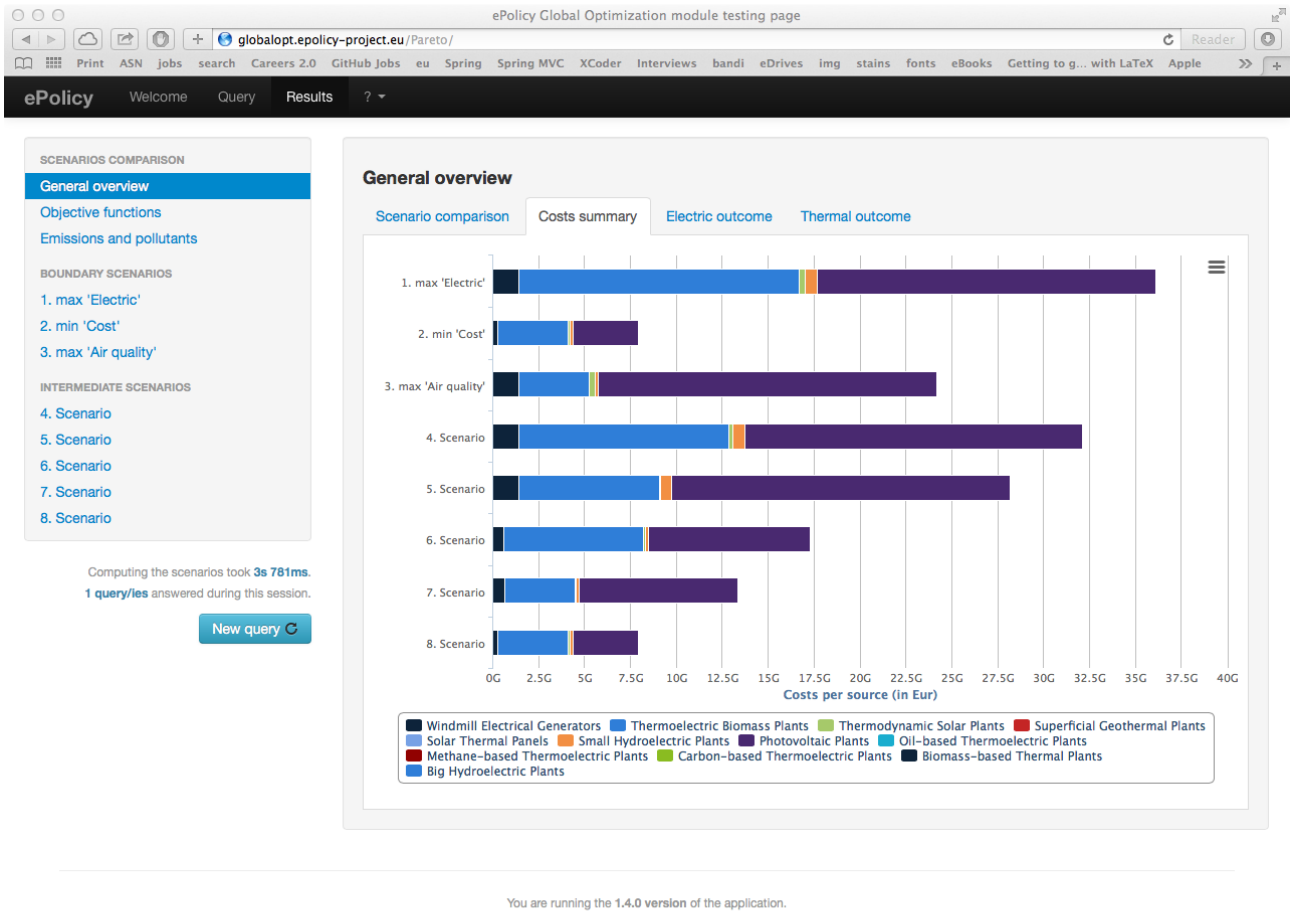 ePolicy Global Optimization module testing page
globalopt.epolicy-project.eu/Pareto/
Reader
Print ASN jobs search Careers 2.0 GitHub Jobs eu Spring Spring MVC XCoder Interviews bandi eDrives img stains fonts eBooks Getting to g... with LaTeX Apple
ePolicy Welcome Query Results ?
SCENARIOS COMPARISON
General overview
Objective functions
Emissions and pollutants
BOUNDARY SCENARIOS
1. max 'Electric'
2. min 'Cost'
3. max 'Air quality'
INTERMEDIATE SCENARIOS
4. Scenario
5. Scenario
6. Scenario
7. Scenario
8. Scenario
Computing the scenarios took 3s 781ms.
1 query/ies answered during this session.
New query
General overview
Scenario comparison Costs summary Electric outcome Thermal outcome
1. max 'Electric'
2. min 'Cost'
3. max 'Air quality'
4. Scenario
5. Scenario
6. Scenario
7. Scenario
8. Scenario
0G 2.5G 5G 7.5G 10G 12.5G 15G 17.5G 20G 22.5G 25G 27.5G 30G 32.5G 35G 37.5G 40G
Costs per source (in Eur)
Windmill Electrical Generators Thermoelectric Biomass Plants Thermodynamic Solar Plants Superficial Geothermal Plants
Solar Thermal Panels Small Hydroelectric Plants Photovoltaic Plants Oil-based Thermoelectric Plants
Methane-based Thermoelectric Plants Carbon-based Thermoelectric Plants Biomass-based Thermal Plants
Big Hydroelectric Plants
You are running the 1.4.0 version of the application.